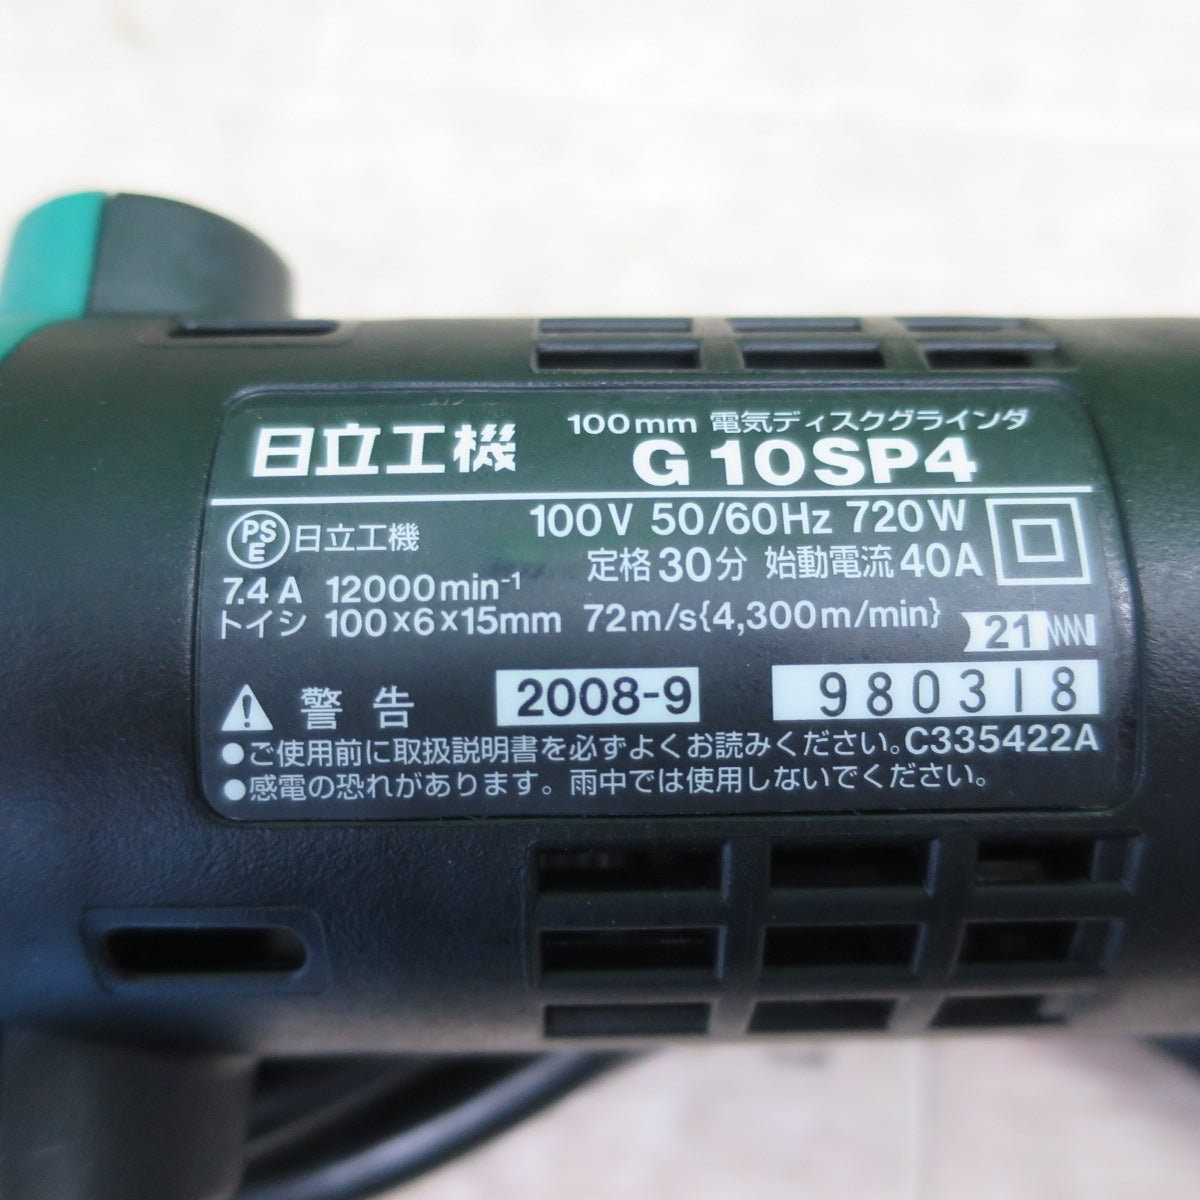 日立工機 100mm 電気ディスクグラインダ
G10SP4
PSE 日立工機 100V 50/60Hz 720W
7.4A 12000min⁻¹ 定格30分 始動電流40A
トイシ 100×6×15mm 72m/s{4,300m/min}
21
警告 2008-9 980318
●ご使用前に取扱説明書を必ずよくお読みください。C335422A
●感電の恐れがあります。雨中では使用しないでください。